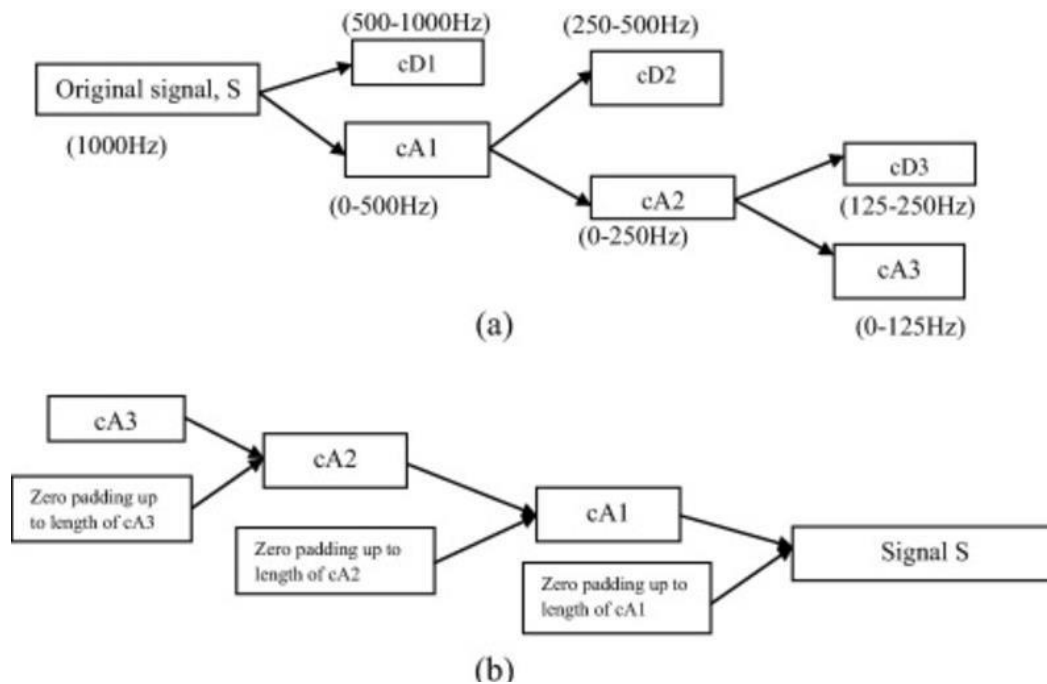 (500-1000Hz)
(250-500Hz)
cD1
cD2
Original signal, S
(1000Hz)
cA1
cD3
(0-500Hz)
cA2
(125-250Hz)
(0-250Hz)
cA3
(0-125Hz)
(a)
cA3
cA2
Zero padding up
to length of cA3
cA1
Zero padding up to
length of cA2
Signal S
Zero padding up to
length of cA1
(b)